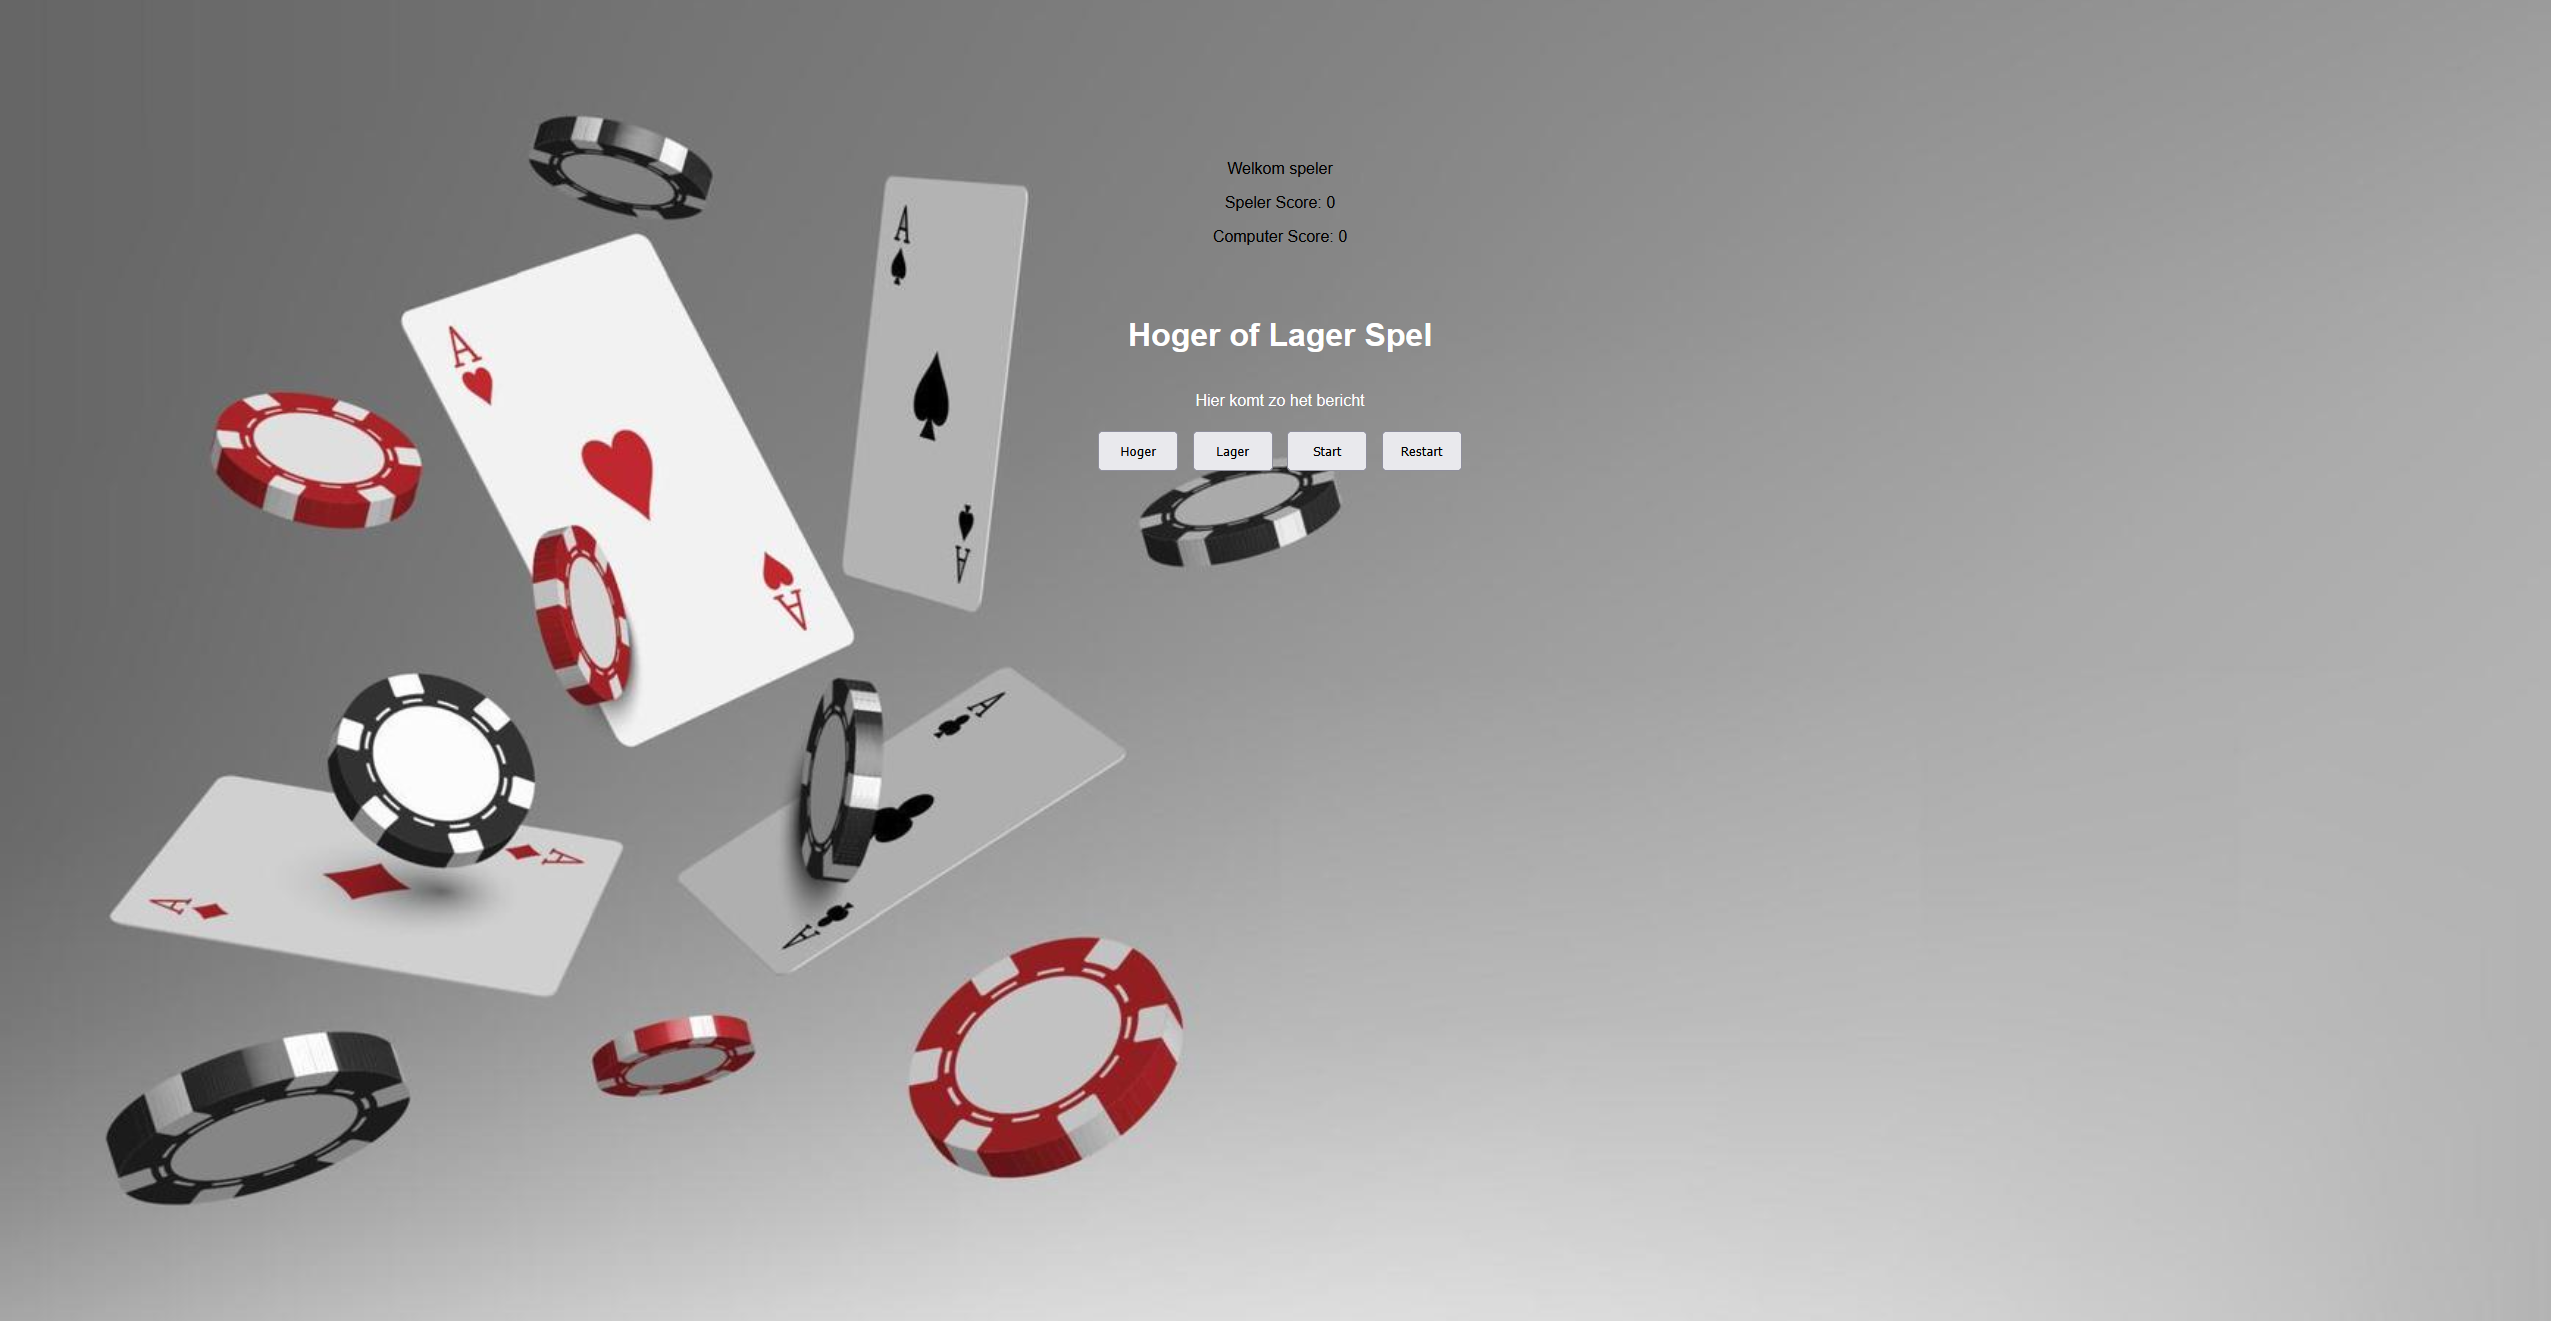 Welkom speler
Speler Score: 0
Computer Score: 0
A
A
Hoger of Lager Spel
Hier komt zo het bericht
Hoger Lager Start Restart
A
A
A
A
A
A